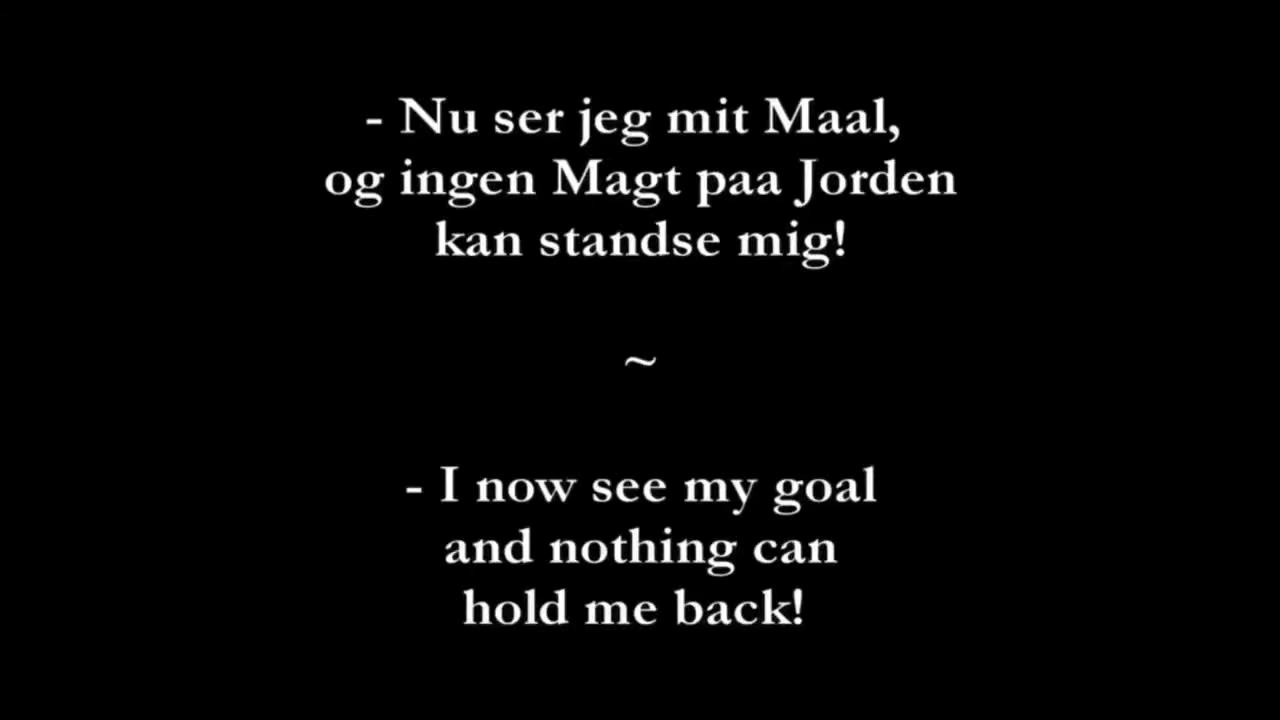 - Nu ser jeg mit Maal,
og ingen Magt paa Jorden
kan standse mig!
~
- I now see my goal
and nothing can
hold me back!